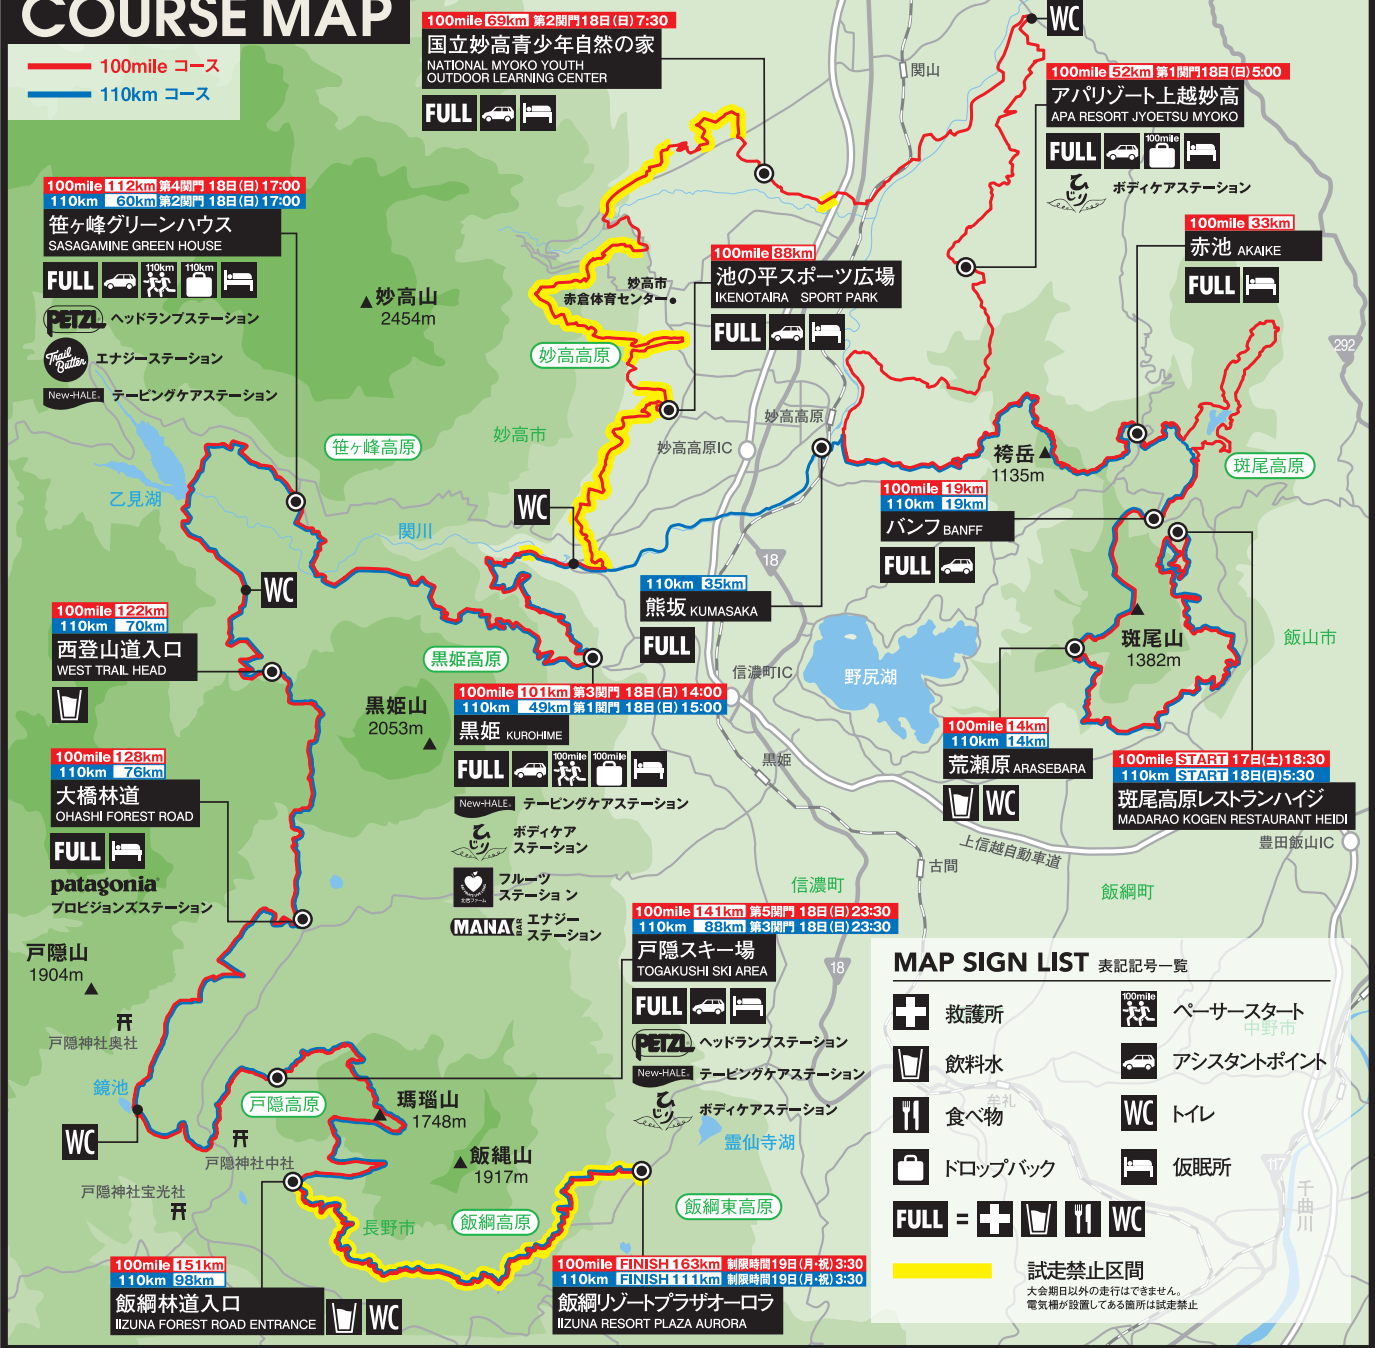 COURSE MAP
100mile コース
110km コース
100mile 69km 第2関門18日(日)7:30
国立妙高青少年自然の家
NATIONAL MYOKO YOUTH
OUTDOOR LEARNING CENTER
FULL
WC
関山
100mile 52km 第1関門18日(日)5:00
アパリゾート上越妙高
APA RESORT JYOETSU MYOKO
FULL 100mile
ひじり ボディケアステーション
100mile 112km 第4関門 18日(日)17:00
110km 60km 第2関門 18日(日)17:00
笹ヶ峰グリーンハウス
SASAGAMINE GREEN HOUSE
FULL 110km 110km
PETZL ヘッドランプステーション
Trail Butter エナジーステーション
New-HALE テーピングケアステーション
100mile 33km
赤池 AKAIKE
FULL
100mile 88km
池の平スポーツ広場
IKENOTAIRA SPORT PARK
FULL
妙高市
赤倉体育センター
妙高山
2454m
妙高高原
292
笹ヶ峰高原
妙高市
妙高高原
妙高高原IC
袴岳
1135m
斑尾高原
乙見湖
関川
WC
100mile 19km
110km 19km
バンフ BANFF
FULL
18
WC
110km 35km
熊坂 KUMASAKA
FULL
100mile 122km
110km 70km
西登山道入口
WEST TRAIL HEAD
黒姫高原
斑尾山
1382m
飯山市
信濃町IC
野尻湖
黒姫山
2053m
100mile 101km 第3関門 18日(日)14:00
110km 49km 第1関門 18日(日)15:00
黒姫 KUROHIME
FULL 100mile 100mile
New-HALE テーピングケアステーション
ひじり ボディケア
ステーション
フルーツ
ステーション
MANA BAR エナジー
ステーション
黒姫
100mile 14km
110km 14km
荒瀬原 ARASEBARA
WC
100mile START 17日(土)18:30
110km START 18日(日)5:30
斑尾高原レストランハイジ
MADARAO KOGEN RESTAURANT HEIDI
100mile 128km
110km 76km
大橋林道
OHASHI FOREST ROAD
FULL
patagonia
プロビジョンズステーション
上信越自動車道
豊田飯山IC
古間
信濃町
飯綱町
戸隠山
1904m
100mile 141km 第5関門 18日(日)23:30
110km 88km 第3関門 18日(日)23:30
戸隠スキー場
TOGAKUSHI SKI AREA
FULL
PETZL ヘッドランプステーション
New-HALE テーピングケアステーション
ひじり ボディケアステーション
18
戸隠神社奥社
鏡池
戸隠高原
瑪瑙山
1748m
WC
戸隠神社中社
飯縄山
1917m
霊仙寺湖
戸隠神社宝光社
長野市
飯綱高原
飯綱東高原
100mile 151km
110km 98km
飯綱林道入口
IIZUNA FOREST ROAD ENTRANCE
WC
100mile FINISH 163km 制限時間19日(月・祝)3:30
110km FINISH 111km 制限時間19日(月・祝)3:30
飯綱リゾートプラザオーロラ
IIZUNA RESORT PLAZA AURORA
MAP SIGN LIST 表記記号一覧
救護所
100mile ペーサースタート
中野市
飲料水
アシスタントポイント
牟礼
食べ物
WC トイレ
ドロップバック
仮眠所
117
千曲川
FULL = WC
試走禁止区間
大会期日以外の走行はできません。
電気柵が設置してある箇所は試走禁止